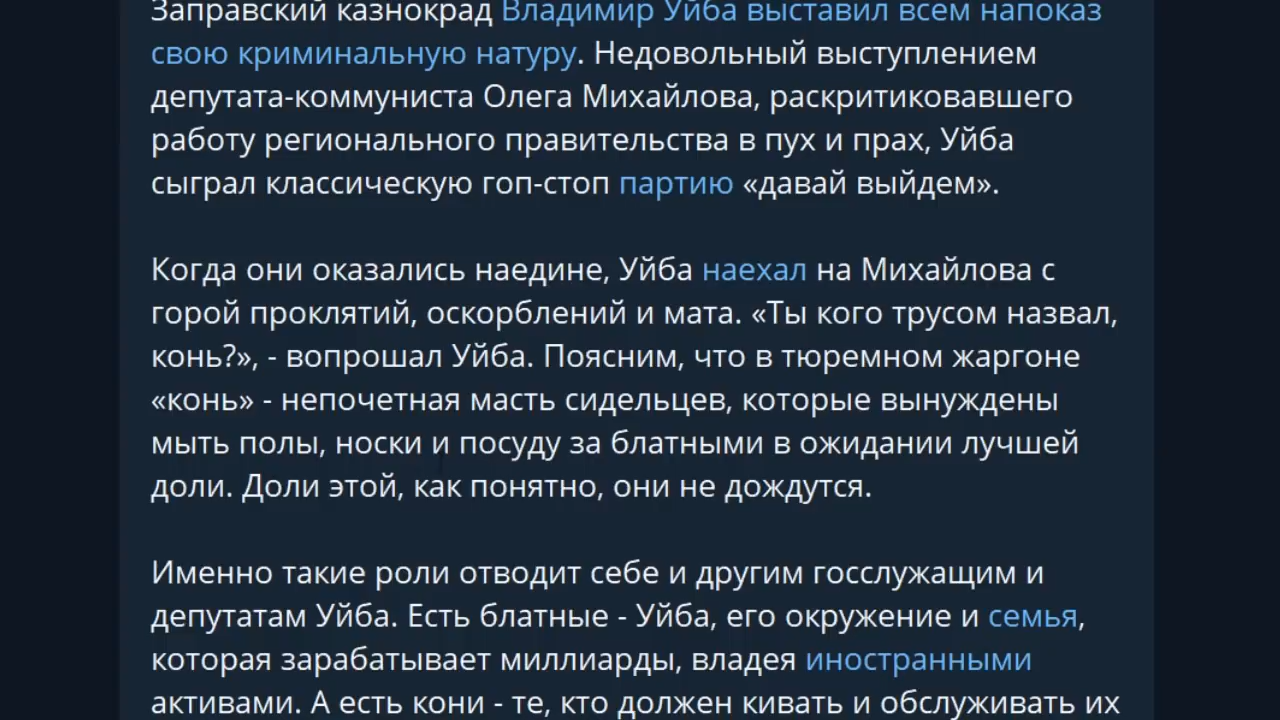 Заправский казнокрад Владимир Уйба выставил всем напоказ
свою криминальную натуру. Недовольный выступлением
депутата-коммуниста Олега Михайлова, раскритиковавшего
работу регионального правительства в пух и прах, Уйба
сыграл классическую гоп-стоп партию «давай выйдем».
Когда они оказались наедине, Уйба наехал на Михайлова с
горой проклятий, оскорблений и мата. «Ты кого трусом назвал,
конь?», - вопрошал Уйба. Поясним, что в тюремном жаргоне
«конь» - непочетная масть сидельцев, которые вынуждены
мыть полы, носки и посуду за блатными в ожидании лучшей
доли. Доли этой, как понятно, они не дождутся.
Именно такие роли отводит себе и другим госслужащим и
депутатам Уйба. Есть блатные - Уйба, его окружение и семья,
которая зарабатывает миллиарды, владея иностранными
активами. А есть кони - те, кто должен кивать и обслуживать их